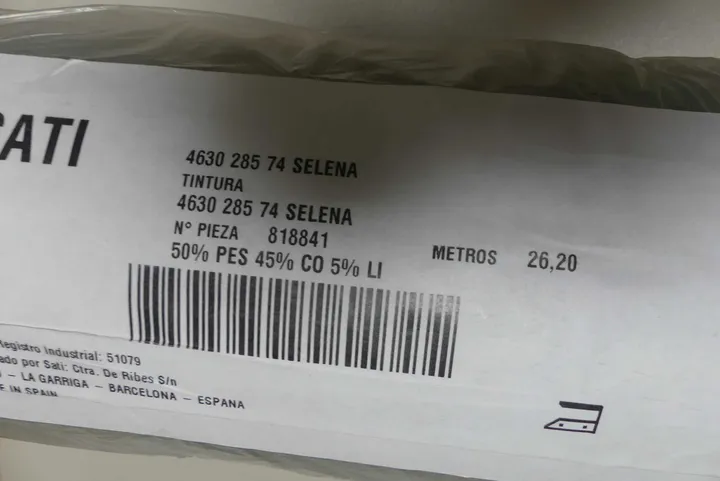 SATI
4630 285 74 SELENA
TINTURA
4630 285 74 SELENA
N° PIEZA 818841
METROS 26,20
50% PES 45% CO 5% LI
Registro Industrial: 51079
ado por Sati: Ctra. De Ribes S/n
– LA GARRIGA – BARCELONA – ESPANA
E IN SPAIN